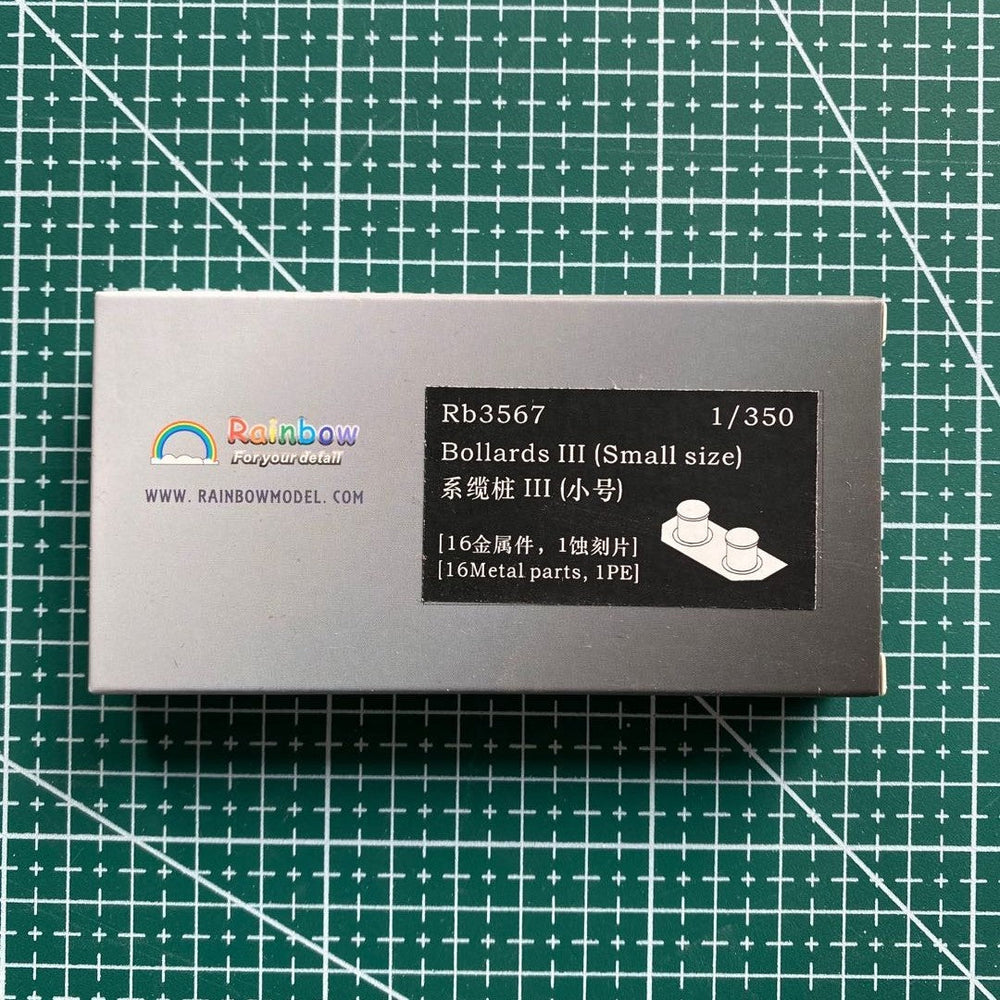 Rainbow
For your detail
WWW. RAINBOWMODEL. COM
Rb3567 1/350
Bollards III (Small size)
系缆桩 III (小号)
[16金属件，1蚀刻片]
[16Metal parts, 1PE]